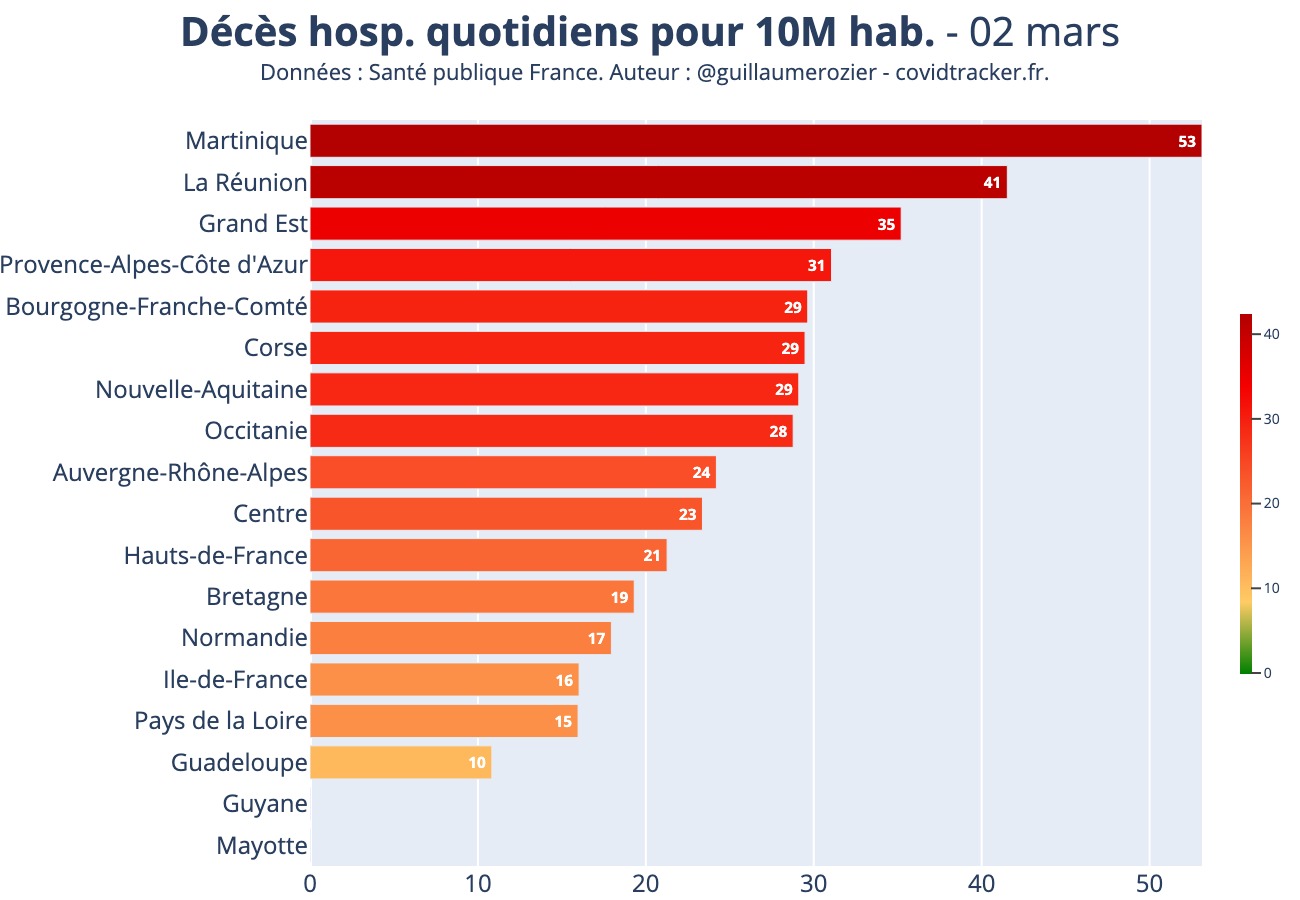 Décès hosp. quotidiens pour 10M hab. - 02 mars
Données : Santé publique France. Auteur : @guillaumerozier - covidtracker.fr.
Martinique 53
La Réunion 41
Grand Est 35
Provence-Alpes-Côte d'Azur 31
Bourgogne-Franche-Comté 29
Corse 29
Nouvelle-Aquitaine 29
Occitanie 28
Auvergne-Rhône-Alpes 24
Centre 23
Hauts-de-France 21
Bretagne 19
Normandie 17
Ile-de-France 16
Pays de la Loire 15
Guadeloupe 10
Guyane
Mayotte
0 10 20 30 40 50
40
30
20
10
0